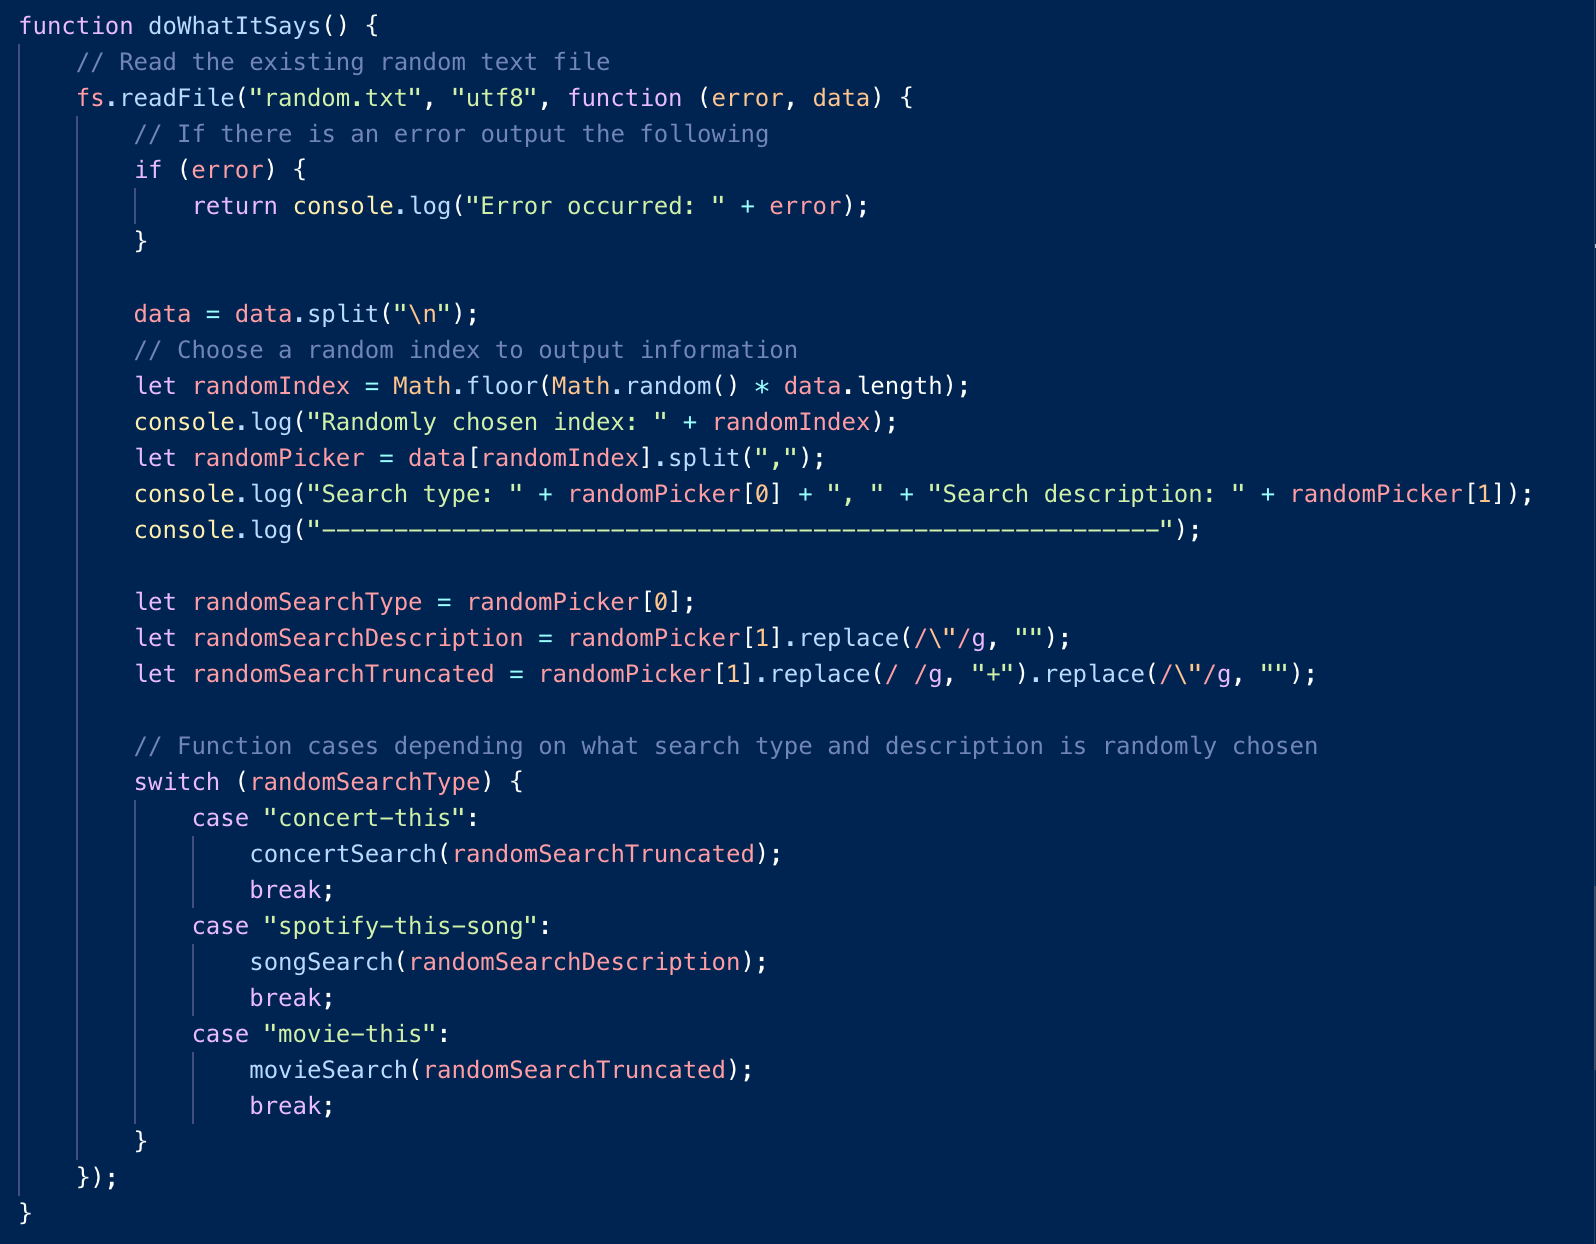 function doWhatItSays() {
    // Read the existing random text file
    fs.readFile("random.txt", "utf8", function (error, data) {
        // If there is an error output the following
        if (error) {
            return console.log("Error occurred: " + error);
        }

        data = data.split("\n");
        // Choose a random index to output information
        let randomIndex = Math.floor(Math.random() * data.length);
        console.log("Randomly chosen index: " + randomIndex);
        let randomPicker = data[randomIndex].split(",");
        console.log("Search type: " + randomPicker[0] + ", " + "Search description: " + randomPicker[1]);
        console.log("----------------------------------------------------------");

        let randomSearchType = randomPicker[0];
        let randomSearchDescription = randomPicker[1].replace(/\"/g, "");
        let randomSearchTruncated = randomPicker[1].replace(/ /g, "+").replace(/\"/g, "");

        // Function cases depending on what search type and description is randomly chosen
        switch (randomSearchType) {
            case "concert-this":
                concertSearch(randomSearchTruncated);
                break;
            case "spotify-this-song":
                songSearch(randomSearchDescription);
                break;
            case "movie-this":
                movieSearch(randomSearchTruncated);
                break;
        }
    });
}